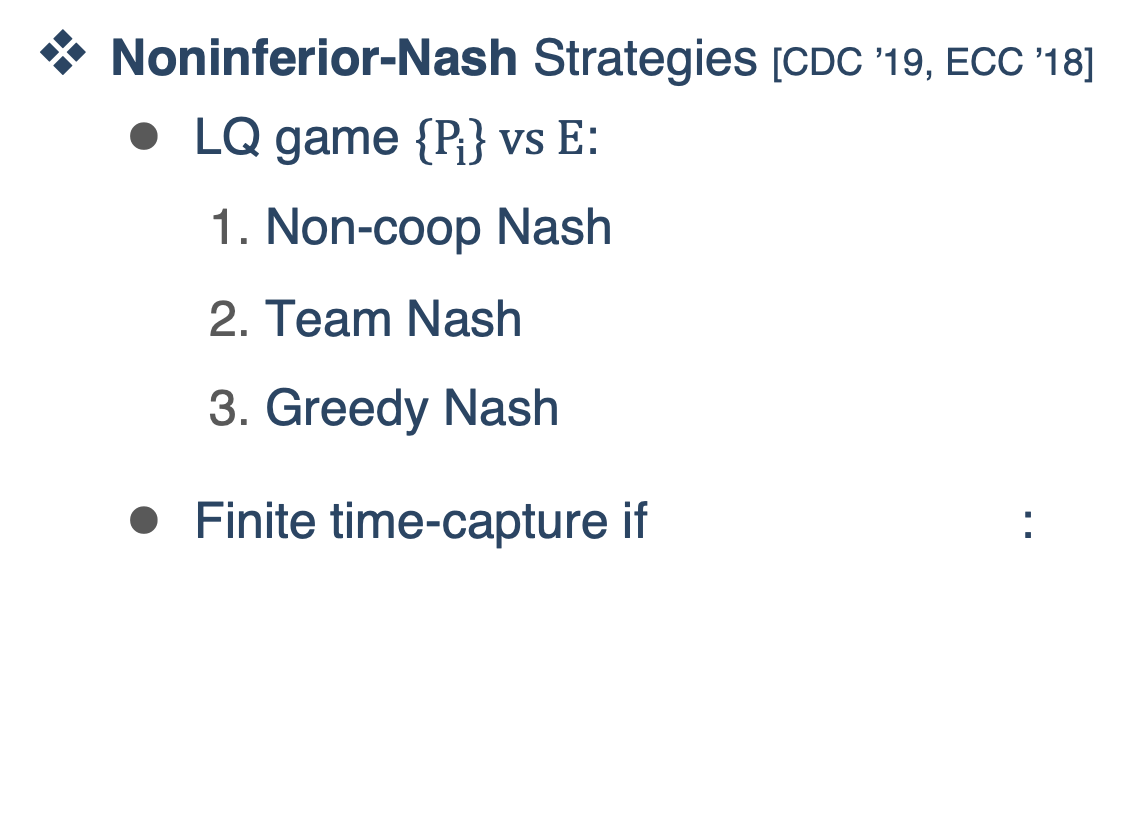 ❖ Noninferior-Nash Strategies [CDC ’19, ECC ’18]
● LQ game {Pᵢ} vs E:
1. Non-coop Nash
2. Team Nash
3. Greedy Nash
● Finite time-capture if :